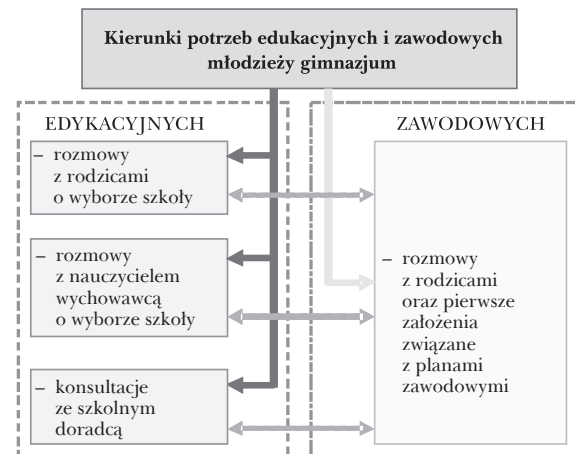 Kierunki potrzeb edukacyjnych i zawodowych
młodzieży gimnazjum
EDYKACYJNYCH
– rozmowy
z rodzicami
o wyborze szkoły
– rozmowy
z nauczycielem
wychowawcą
o wyborze szkoły
– konsultacje
ze szkolnym
doradcą
ZAWODOWYCH
– rozmowy
z rodzicami
oraz pierwsze
założenia
związane
z planami
zawodowymi